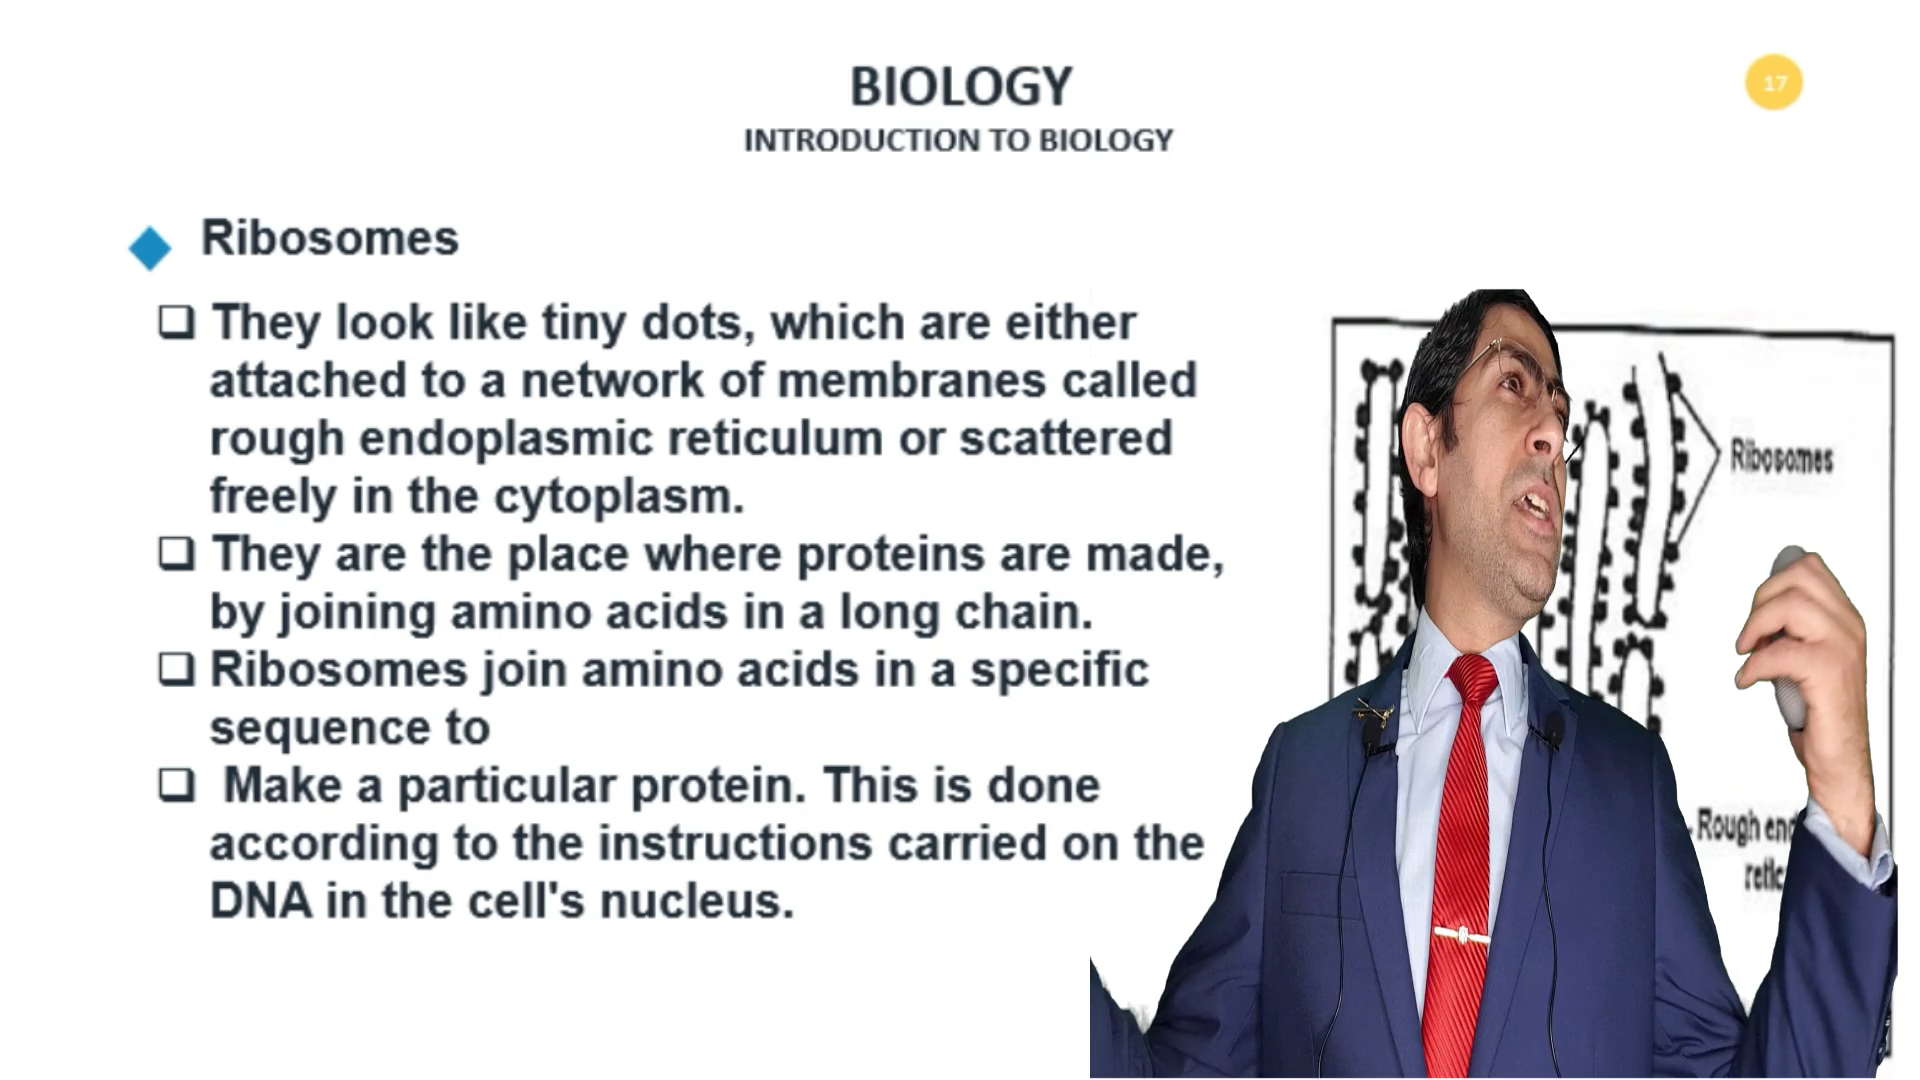 BIOLOGY
17
INTRODUCTION TO BIOLOGY
Ribosomes
They look like tiny dots, which are either
attached to a network of membranes called
rough endoplasmic reticulum or scattered
freely in the cytoplasm.
They are the place where proteins are made,
by joining amino acids in a long chain.
Ribosomes join amino acids in a specific
sequence to
Make a particular protein. This is done
according to the instructions carried on the
DNA in the cell's nucleus.
Ribosomes
Rough